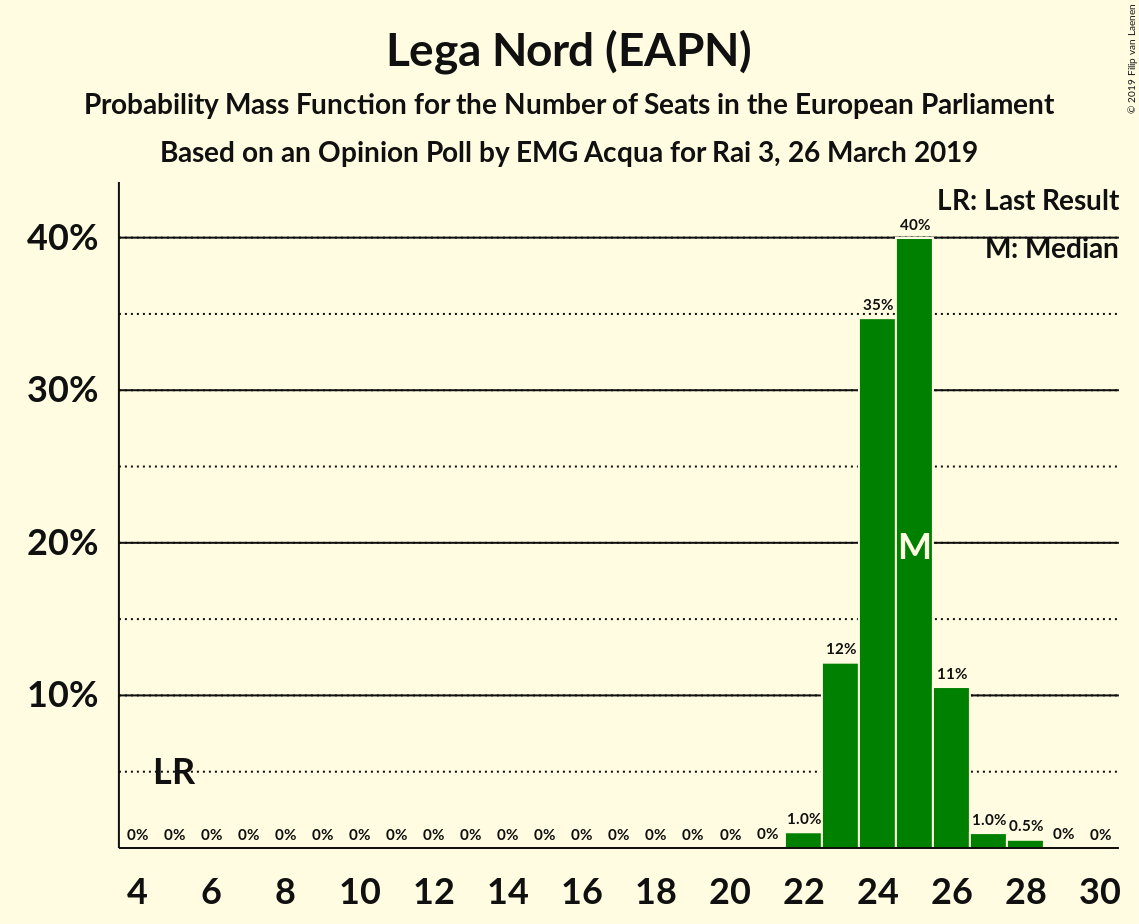 Lega Nord (EAPN)
Probability Mass Function for the Number of Seats in the European Parliament
Based on an Opinion Poll by EMG Acqua for Rai 3, 26 March 2019
© 2019 Filip van Laenen
LR: Last Result
M: Median
40%
30%
20%
10%
LR
M
0% 0% 0% 0% 0% 0% 0% 0% 0% 0% 0% 0% 0% 0% 0% 0% 0% 0% 1.0% 12% 35% 40% 11% 1.0% 0.5% 0% 0%
4 6 8 10 12 14 16 18 20 22 24 26 28 30